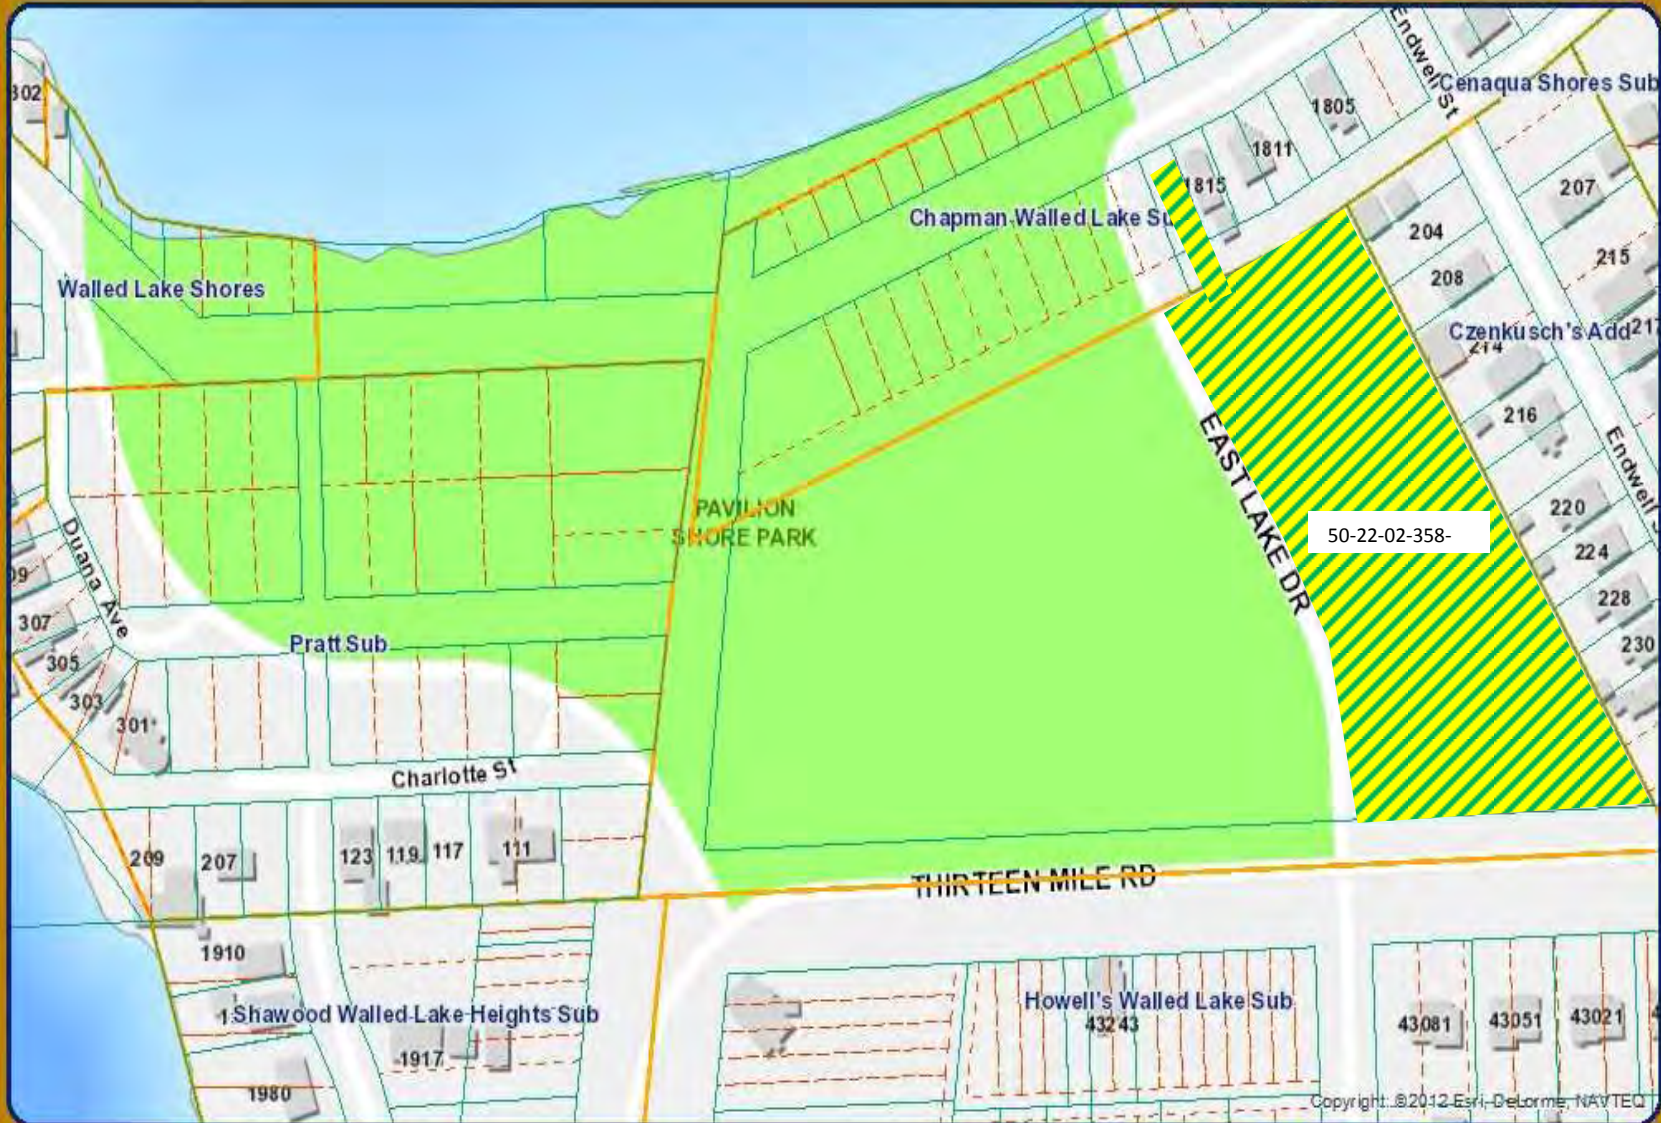 302
Endwell St
Cenaqua Shores Sub
1805
1811
1815
207
Chapman-Walled Lake Su
204
215
208
Walled Lake Shores
Czenkusch's Add
217
214
216
EAST LAKE DR
Endwell S
PAVILION
SHORE PARK
220
50-22-02-358-
224
Duana Ave
09
228
307
230
Pratt Sub
305
303
301
Charlotte St
209
207
123
119
117
111
THIRTEEN MILE RD
1910
Shawood Walled Lake Heights Sub
Howell's Walled Lake Sub
43243
43081
43051
43021
4
1917
1980
Copyright: ©2012 Esri, DeLorme, NAVTEQ